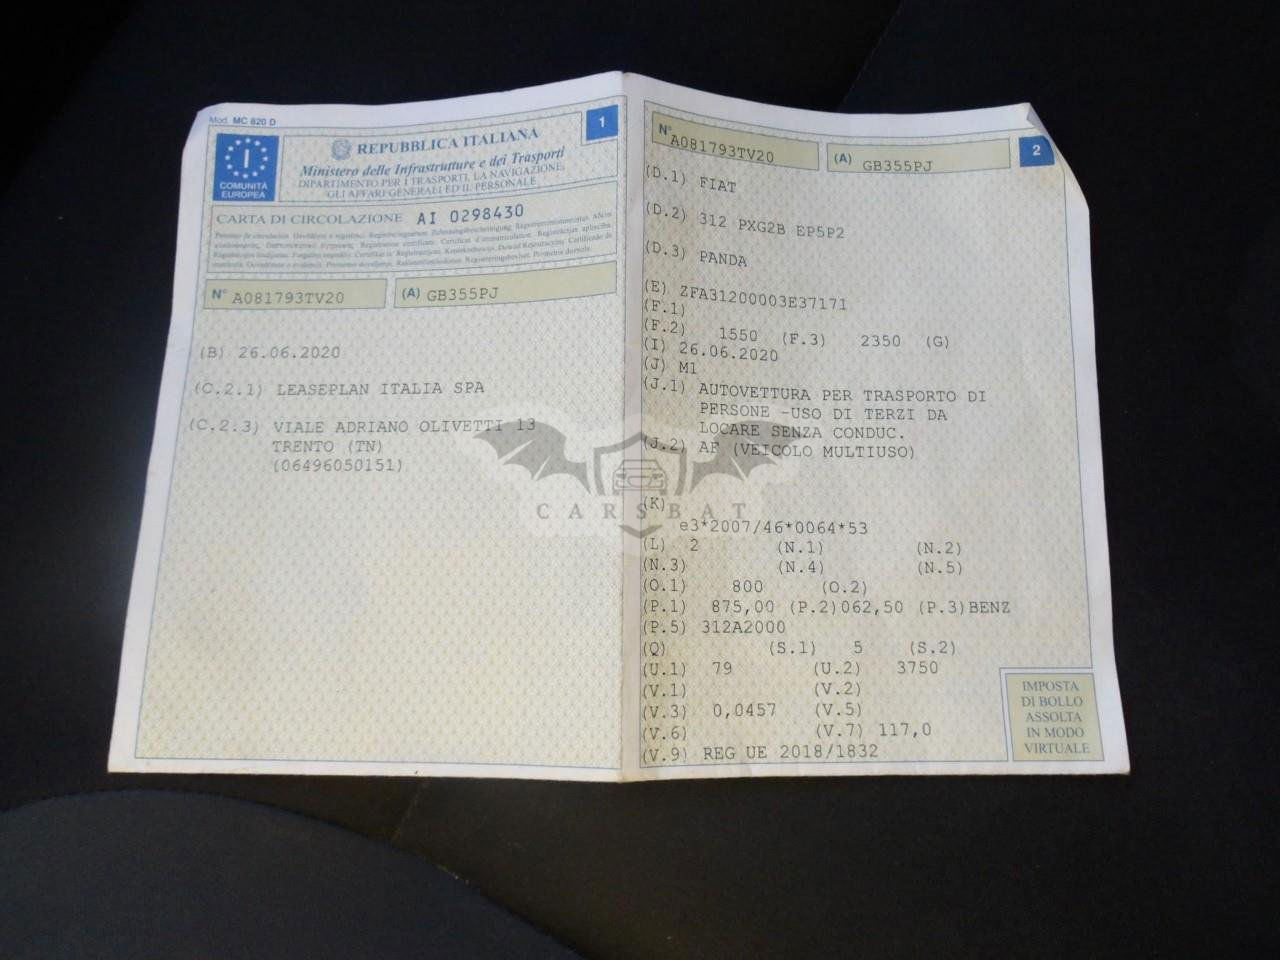 Mod. MC 820 D
1
I
COMUNITÀ
EUROPEA
REPUBBLICA ITALIANA
Ministero delle Infrastrutture e dei Trasporti
DIPARTIMENTO PER I TRASPORTI, LA NAVIGAZIONE,
GLI AFFARI GENERALI ED IL PERSONALE
CARTA DI CIRCOLAZIONE AI 0298430
N° A081793TV20 (A) GB355PJ
(B) 26.06.2020
(C.2.1) LEASEPLAN ITALIA SPA
(C.2.3) VIALE ADRIANO OLIVETTI 13
TRENTO (TN)
(06496050151)
N° A081793TV20 (A) GB355PJ
2
(D.1) FIAT
(D.2) 312 PXG2B EP5P2
(D.3) PANDA
(E) ZFA31200003E37171
(F.1)
(F.2) 1550 (F.3) 2350 (G)
(I) 26.06.2020
(J) M1
(J.1) AUTOVETTURA PER TRASPORTO DI
PERSONE -USO DI TERZI DA
LOCARE SENZA CONDUC.
(J.2) AF (VEICOLO MULTIUSO)
CARSBAT
(K)
e3*2007/46*0064*53
(L) 2 (N.1) (N.2)
(N.3) (N.4) (N.5)
(O.1) 800 (O.2)
(P.1) 875,00 (P.2)062,50 (P.3)BENZ
(P.5) 312A2000
(Q) (S.1) 5 (S.2)
(U.1) 79 (U.2) 3750
(V.1) (V.2)
(V.3) 0,0457 (V.5)
(V.6) (V.7) 117,0
(V.9) REG UE 2018/1832
IMPOSTA
DI BOLLO
ASSOLTA
IN MODO
VIRTUALE